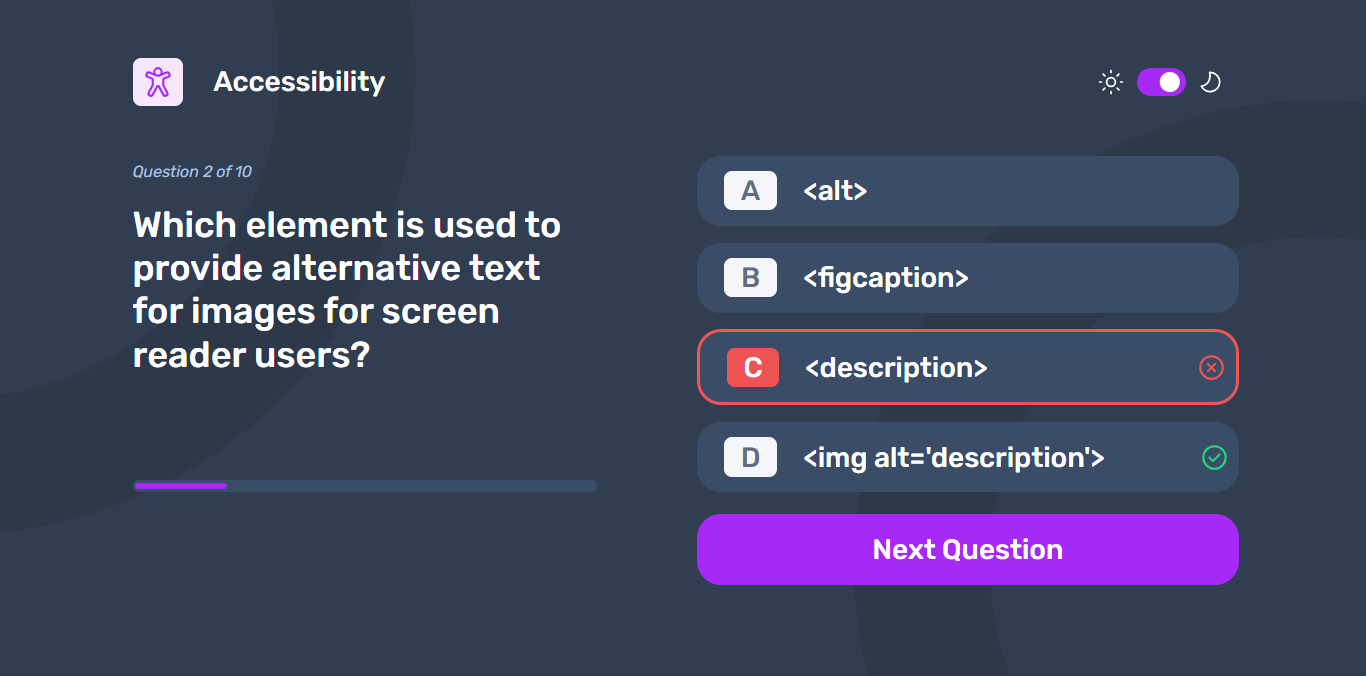 Accessibility
Question 2 of 10
Which element is used to
provide alternative text
for images for screen
reader users?
A <alt>
B <figcaption>
C <description>
D <img alt='description'>
Next Question